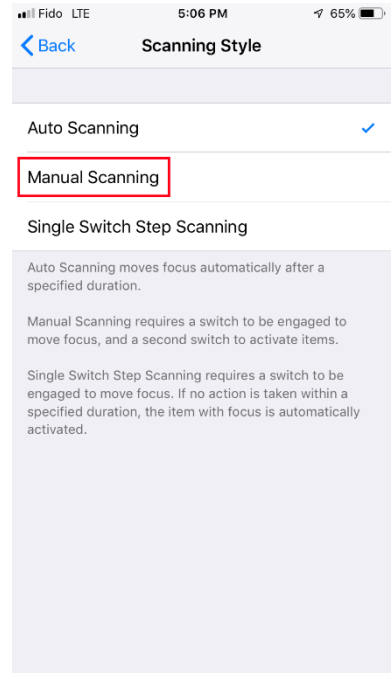 Fido LTE 5:06 PM 65%
Back Scanning Style
Auto Scanning
Manual Scanning
Single Switch Step Scanning
Auto Scanning moves focus automatically after a
specified duration.
Manual Scanning requires a switch to be engaged to
move focus, and a second switch to activate items.
Single Switch Step Scanning requires a switch to be
engaged to move focus. If no action is taken within a
specified duration, the item with focus is automatically
activated.